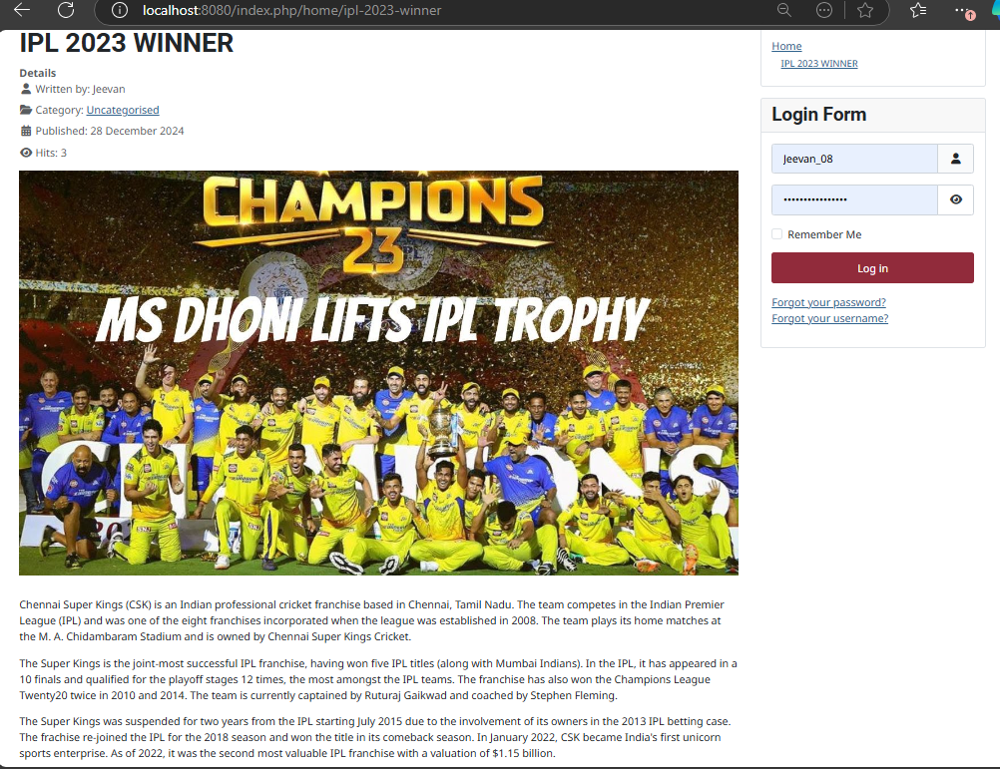 localhost:8080/index.php/home/ipl-2023-winner
IPL 2023 WINNER
Details
Written by: Jeevan
Category: Uncategorised
Published: 28 December 2024
Hits: 3
CHAMPIONS
23
MS DHONI LIFTS IPL TROPHY
Chennai Super Kings (CSK) is an Indian professional cricket franchise based in Chennai, Tamil Nadu. The team competes in the Indian Premier
League (IPL) and was one of the eight franchises incorporated when the league was established in 2008. The team plays its home matches at
the M. A. Chidambaram Stadium and is owned by Chennai Super Kings Cricket.
The Super Kings is the joint-most successful IPL franchise, having won five IPL titles (along with Mumbai Indians). In the IPL, it has appeared in a
10 finals and qualified for the playoff stages 12 times, the most amongst the IPL teams. The franchise has also won the Champions League
Twenty20 twice in 2010 and 2014. The team is currently captained by Ruturaj Gaikwad and coached by Stephen Fleming.
The Super Kings was suspended for two years from the IPL starting July 2015 due to the involvement of its owners in the 2013 IPL betting case.
The frachise re-joined the IPL for the 2018 season and won the title in its comeback season. In January 2022, CSK became India's first unicorn
sports enterprise. As of 2022, it was the second most valuable IPL franchise with a valuation of $1.15 billion.
Home
IPL 2023 WINNER
Login Form
Jeevan_08
Remember Me
Log in
Forgot your password?
Forgot your username?